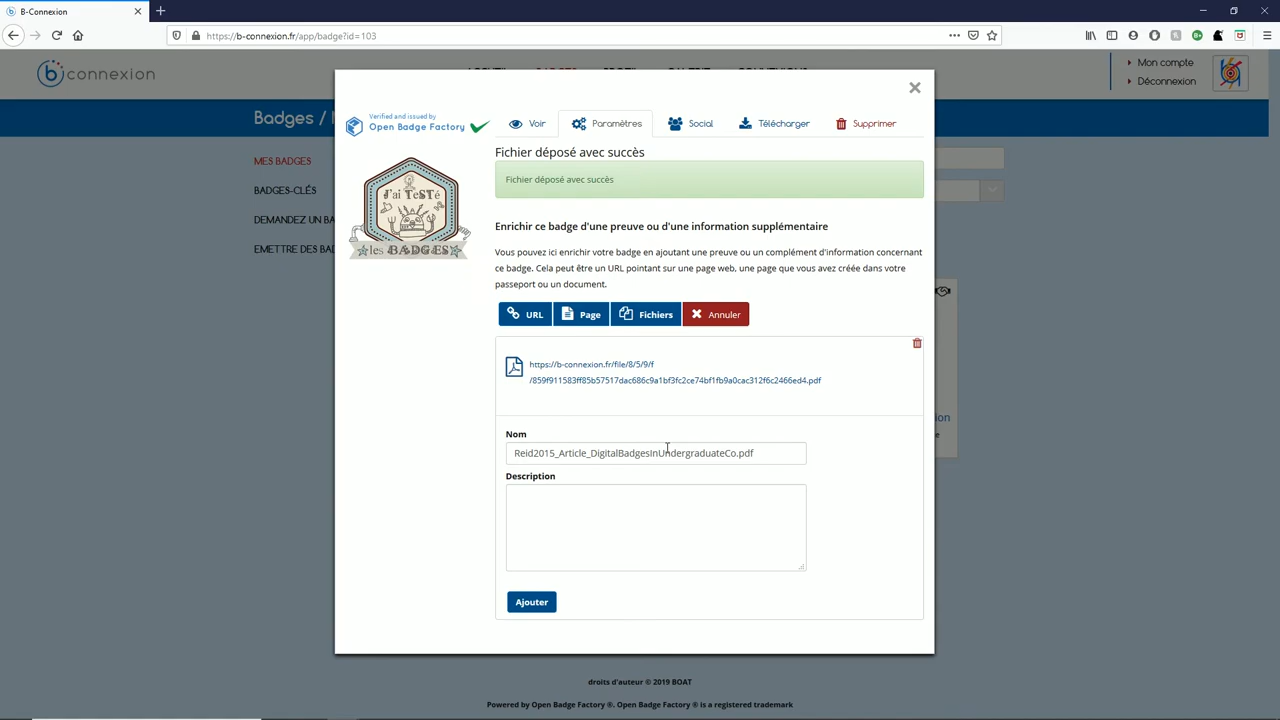 B-Connexion
https://b-connexion.fr/app/badge?id=103
b connexion
Mon compte
Déconnexion
Badges /
MES BADGES
BADGES-CLÉS
DEMANDEZ UN BA
EMETTRE DES BAD
Verified and issued by
Open Badge Factory
Voir
Paramètres
Social
Télécharger
Supprimer
J'ai TeSTé
les BADGES
Fichier déposé avec succès
Fichier déposé avec succès
Enrichir ce badge d'une preuve ou d'une information supplémentaire
Vous pouvez ici enrichir votre badge en ajoutant une preuve ou un complément d'information concernant
ce badge. Cela peut être un URL pointant sur une page web, une page que vous avez créée dans votre
passeport ou un document.
URL
Page
Fichiers
Annuler
https://b-connexion.fr/file/8/5/9/f
/859f911583ff85b57517dac686c9a1bf3fc2ce74bf1fb9a0cac312f6c2466ed4.pdf
Nom
Reid2015_Article_DigitalBadgesInUndergraduateCo.pdf
Description
Ajouter
ion
e
droits d'auteur © 2019 BOAT
Powered by Open Badge Factory ®. Open Badge Factory ® is a registered trademark